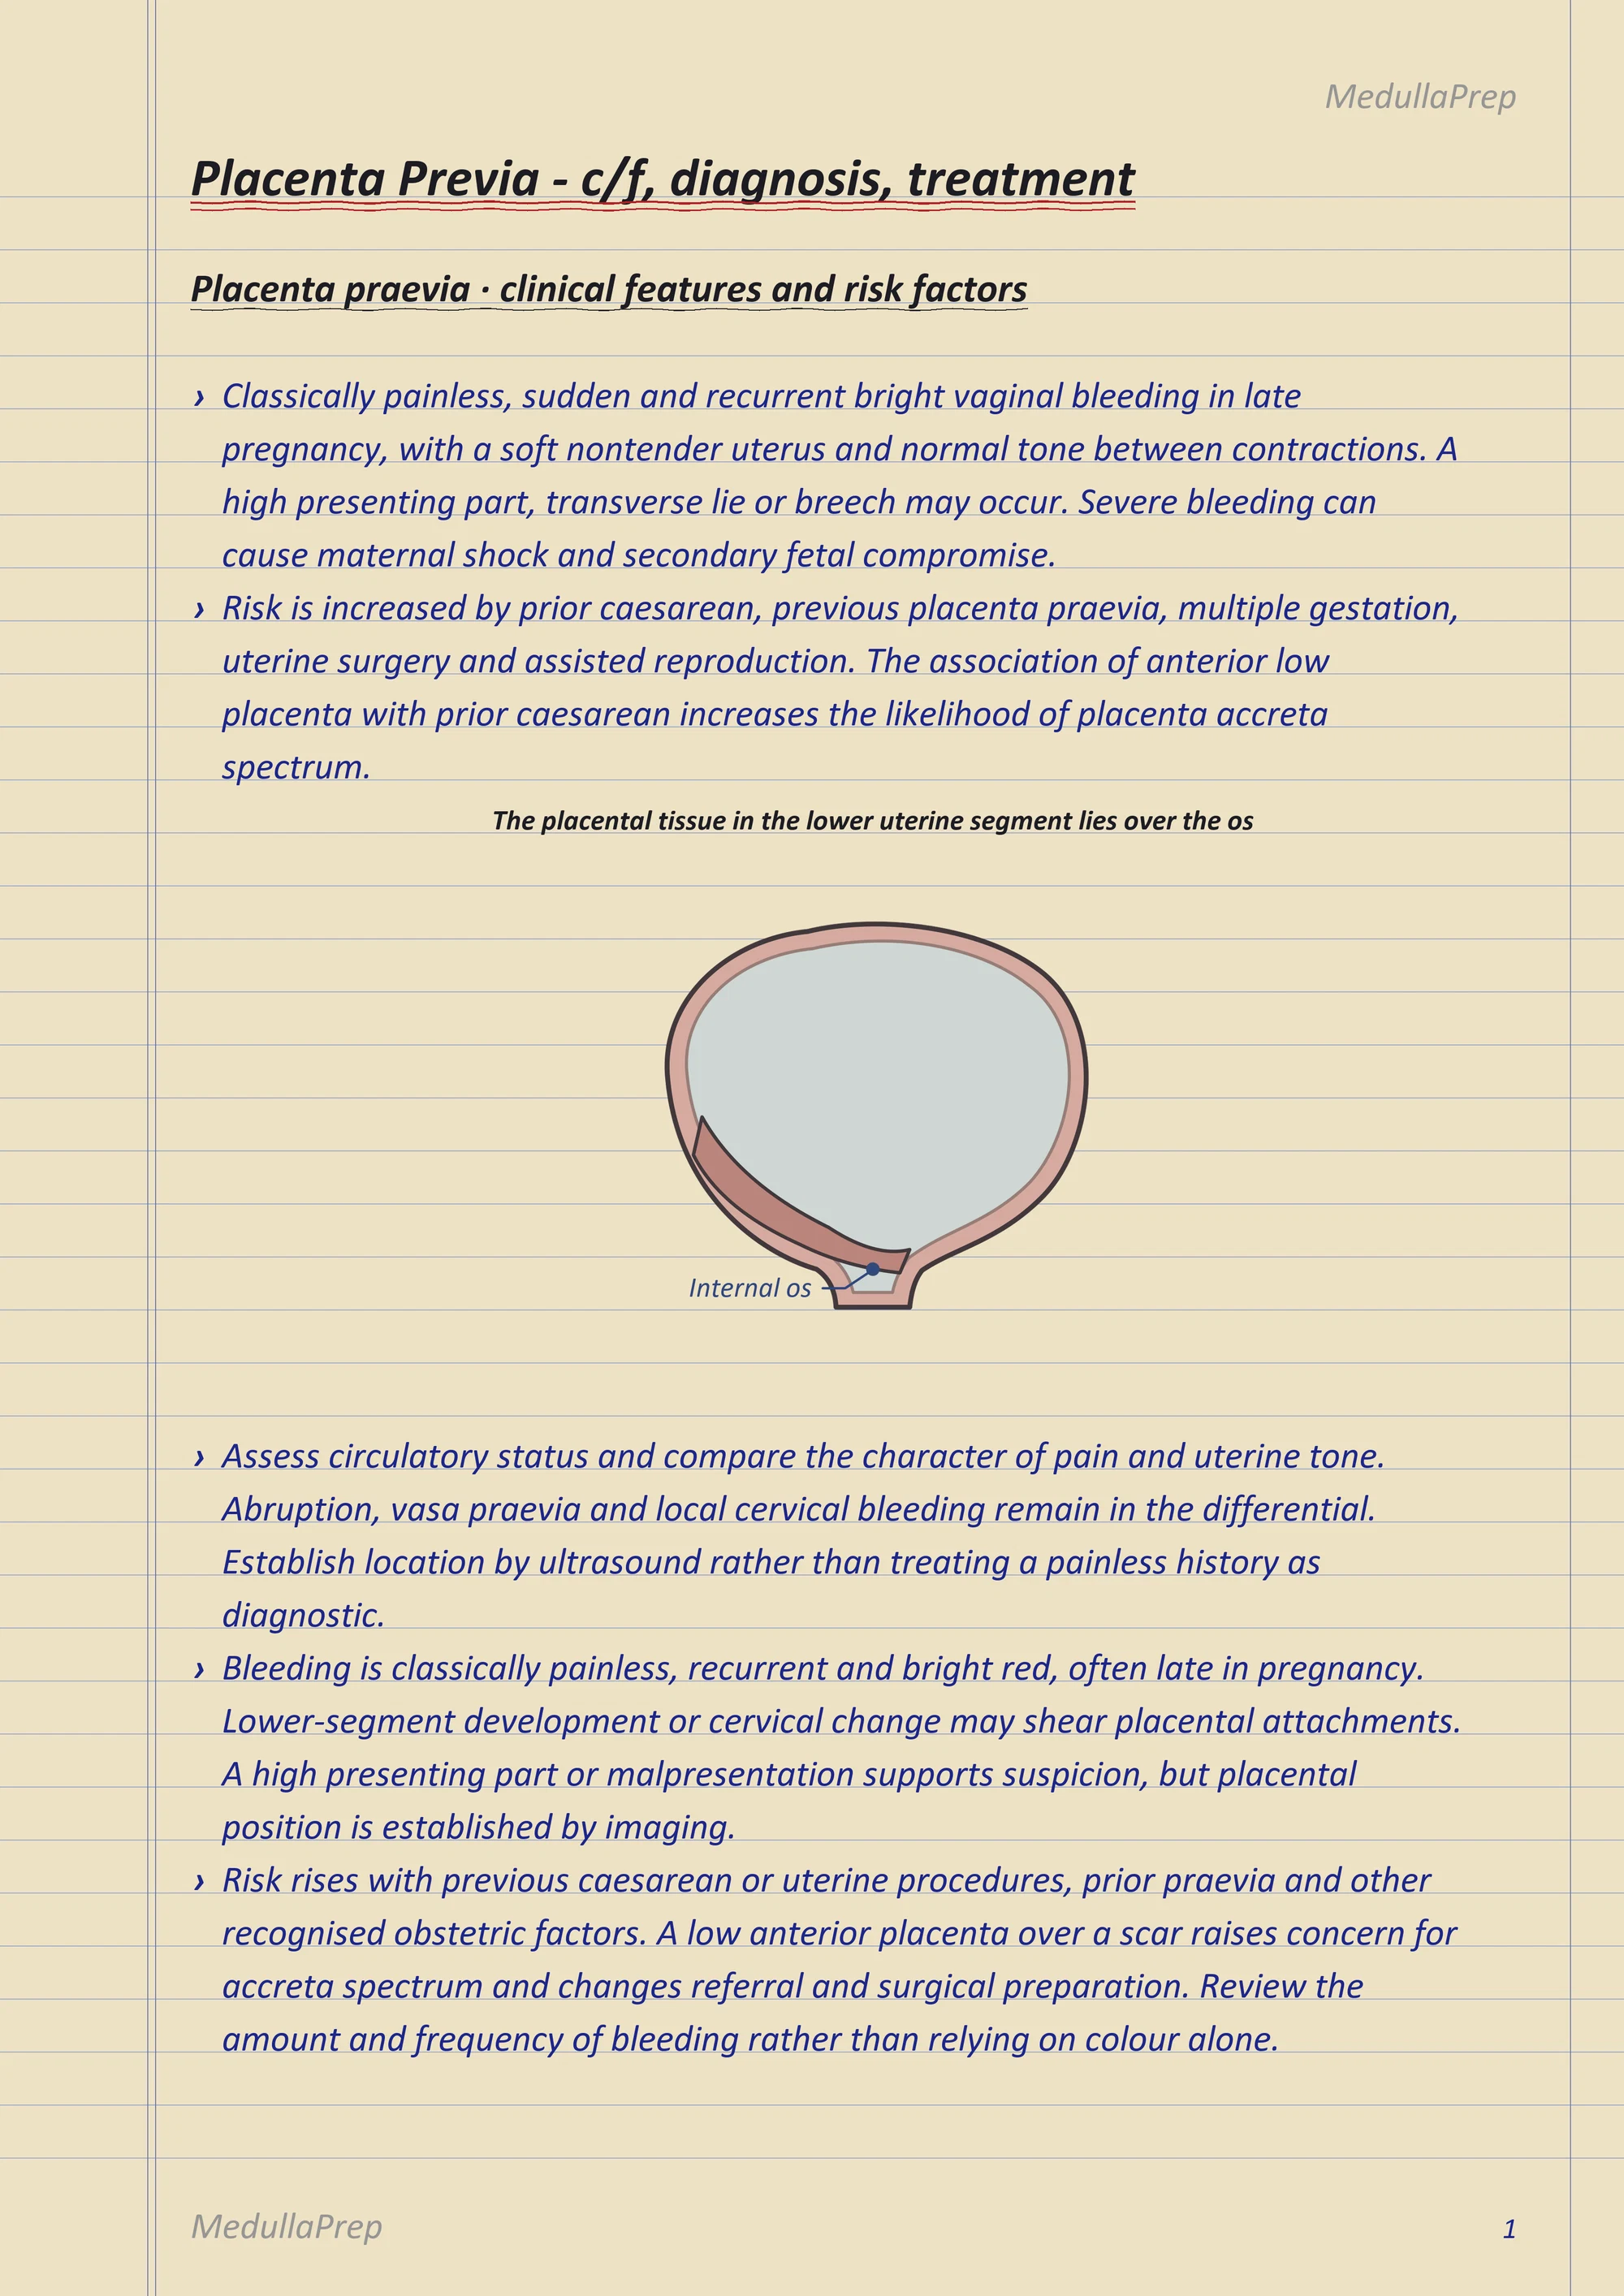 MedullaPrep
Placenta Previa - c/f, diagnosis, treatment
Placenta praevia · clinical features and risk factors
› Classically painless, sudden and recurrent bright vaginal bleeding in late
pregnancy, with a soft nontender uterus and normal tone between contractions. A
high presenting part, transverse lie or breech may occur. Severe bleeding can
cause maternal shock and secondary fetal compromise.
› Risk is increased by prior caesarean, previous placenta praevia, multiple gestation,
uterine surgery and assisted reproduction. The association of anterior low
placenta with prior caesarean increases the likelihood of placenta accreta
spectrum.
The placental tissue in the lower uterine segment lies over the os
Internal os
› Assess circulatory status and compare the character of pain and uterine tone.
Abruption, vasa praevia and local cervical bleeding remain in the differential.
Establish location by ultrasound rather than treating a painless history as
diagnostic.
› Bleeding is classically painless, recurrent and bright red, often late in pregnancy.
Lower-segment development or cervical change may shear placental attachments.
A high presenting part or malpresentation supports suspicion, but placental
position is established by imaging.
› Risk rises with previous caesarean or uterine procedures, prior praevia and other
recognised obstetric factors. A low anterior placenta over a scar raises concern for
accreta spectrum and changes referral and surgical preparation. Review the
amount and frequency of bleeding rather than relying on colour alone.
MedullaPrep
1